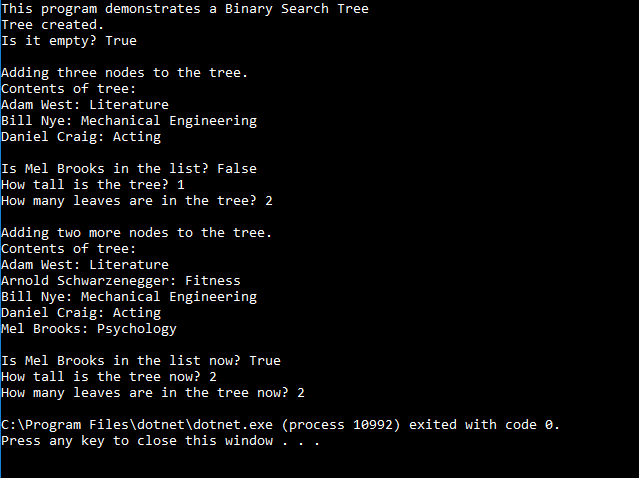 This program demonstrates a Binary Search Tree
Tree created.
Is it empty? True
Adding three nodes to the tree.
Contents of tree:
Adam West: Literature
Bill Nye: Mechanical Engineering
Daniel Craig: Acting
Is Mel Brooks in the list? False
How tall is the tree? 1
How many leaves are in the tree? 2
Adding two more nodes to the tree.
Contents of tree:
Adam West: Literature
Arnold Schwarzenegger: Fitness
Bill Nye: Mechanical Engineering
Daniel Craig: Acting
Mel Brooks: Psychology
Is Mel Brooks in the list now? True
How tall is the tree now? 2
How many leaves are in the tree now? 2
C:\Program Files\dotnet\dotnet.exe (process 10992) exited with code 0.
Press any key to close this window . . .